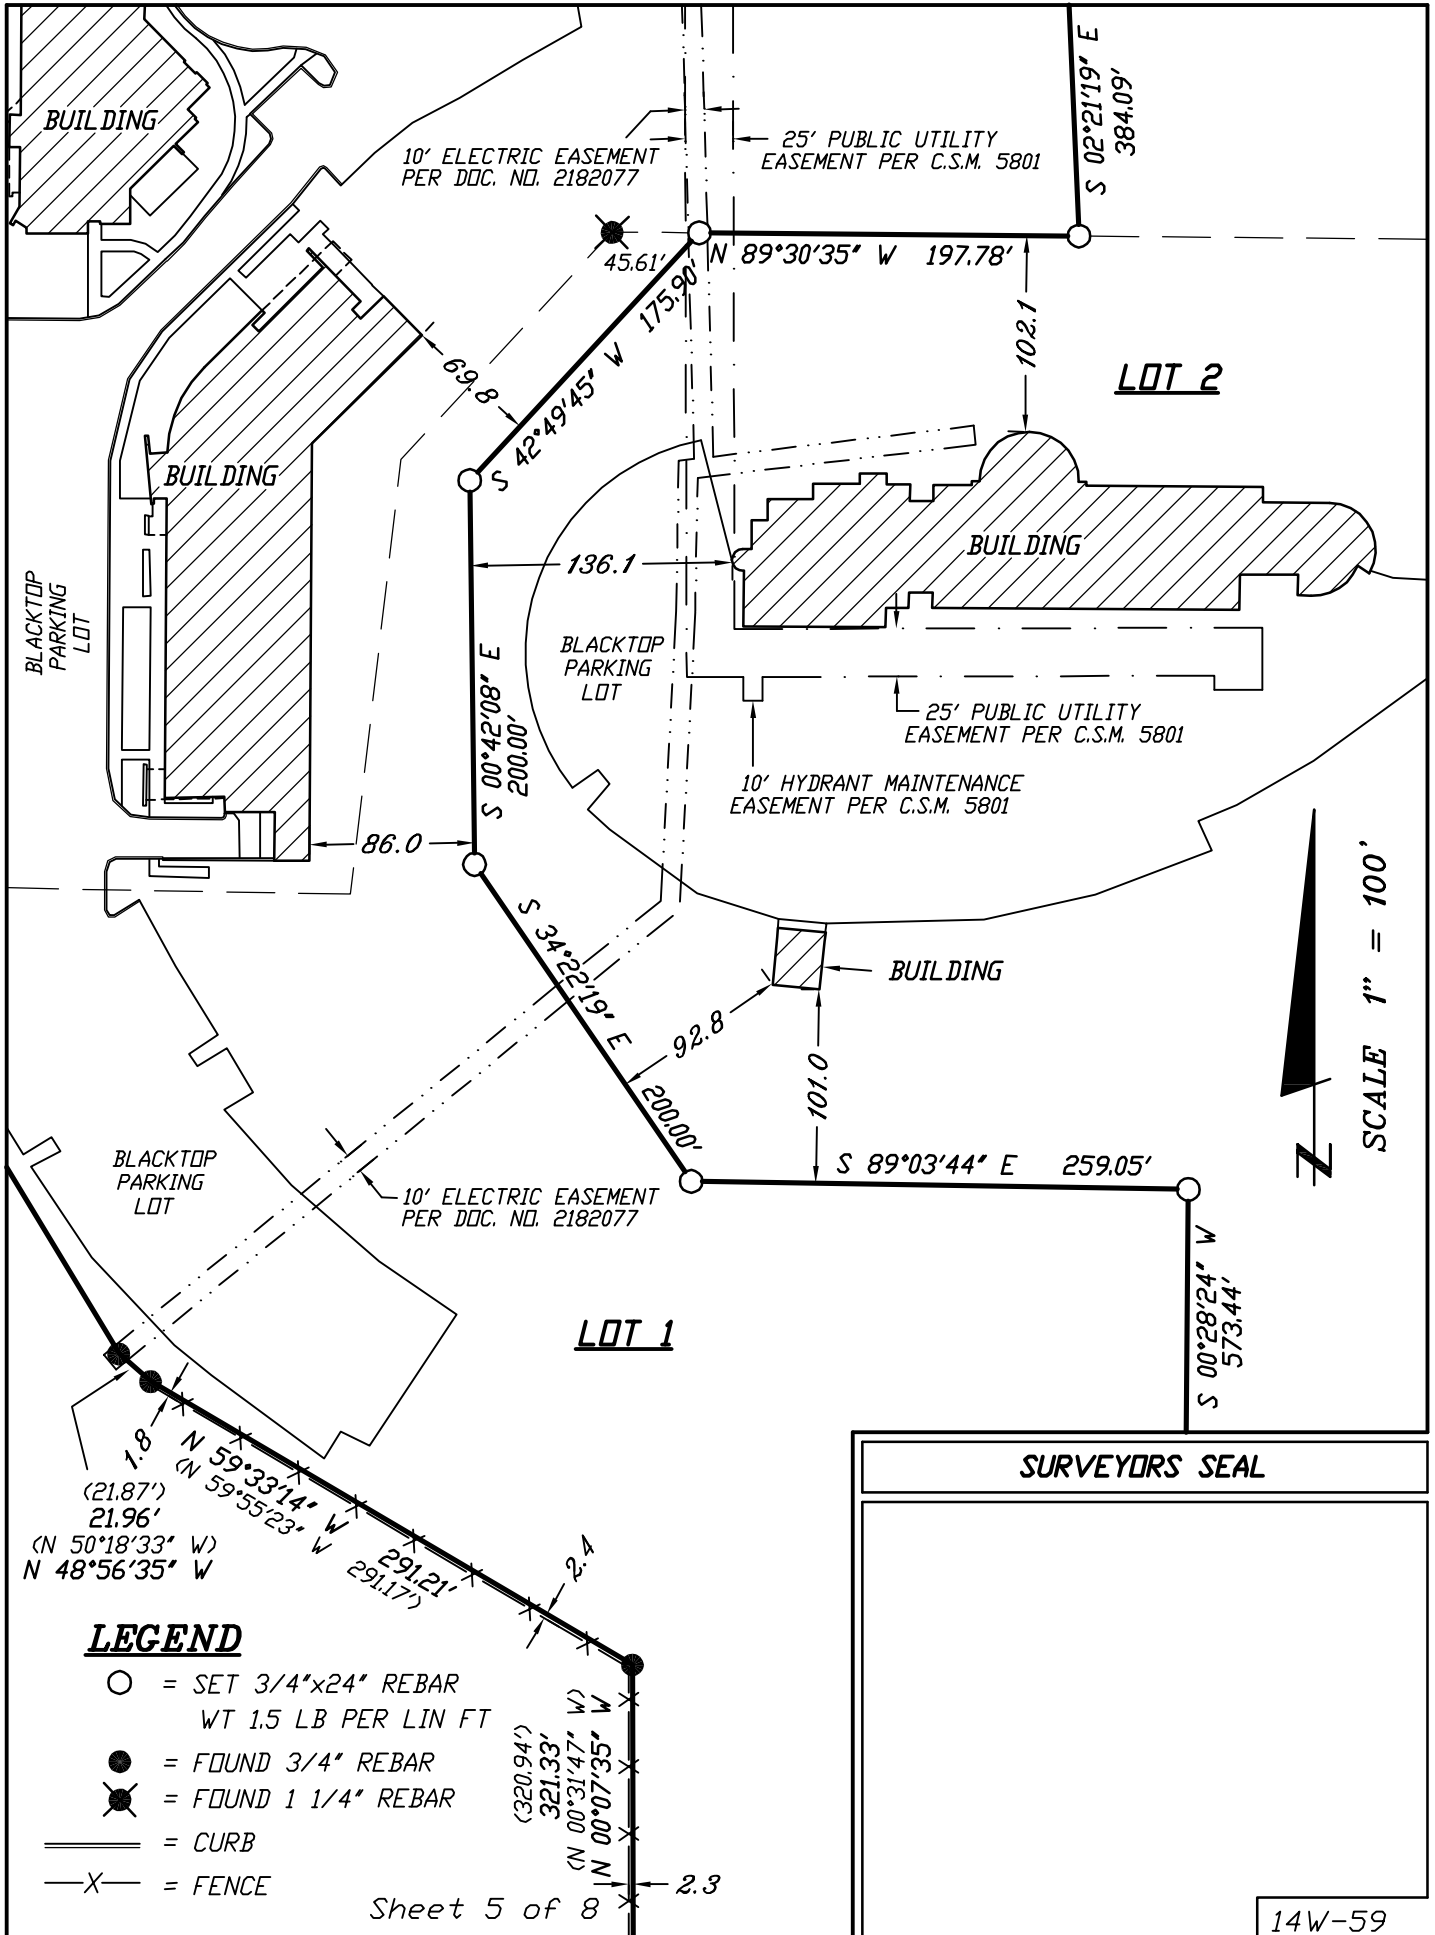 BUILDING
10' ELECTRIC EASEMENT
PER DOC. NO. 2182077
25' PUBLIC UTILITY
EASEMENT PER C.S.M. 5801
S 02°21'19" E
384.09'
45.61'
N 89°30'35" W 197.78'
S 42°49'45" W 175.90'
69.8
102.1
LOT 2
BUILDING
BUILDING
136.1
BLACKTOP
PARKING
LOT
BLACKTOP
PARKING
LOT
S 00°42'08" E
200.00'
25' PUBLIC UTILITY
EASEMENT PER C.S.M. 5801
10' HYDRANT MAINTENANCE
EASEMENT PER C.S.M. 5801
86.0
S 34°22'19" E 200.00'
BUILDING
92.8
101.0
SCALE 1" = 100'
N
S 89°03'44" E 259.05'
BLACKTOP
PARKING
LOT
10' ELECTRIC EASEMENT
PER DOC. NO. 2182077
S 00°28'24" W
573.44'
LOT 1
1.8
(21.87')
21.96'
(N 50°18'33" W)
N 48°56'35" W
N 59°33'14" W 291.21'
(N 59°55'23" W 291.17')
2.4
SURVEYORS SEAL
LEGEND
= SET 3/4"x24" REBAR
WT 1.5 LB PER LIN FT
= FOUND 3/4" REBAR
= FOUND 1 1/4" REBAR
= CURB
X = FENCE
(320.94')
321.33'
(N 00°31'47" W)
N 00°07'35" W
2.3
Sheet 5 of 8
14W-59